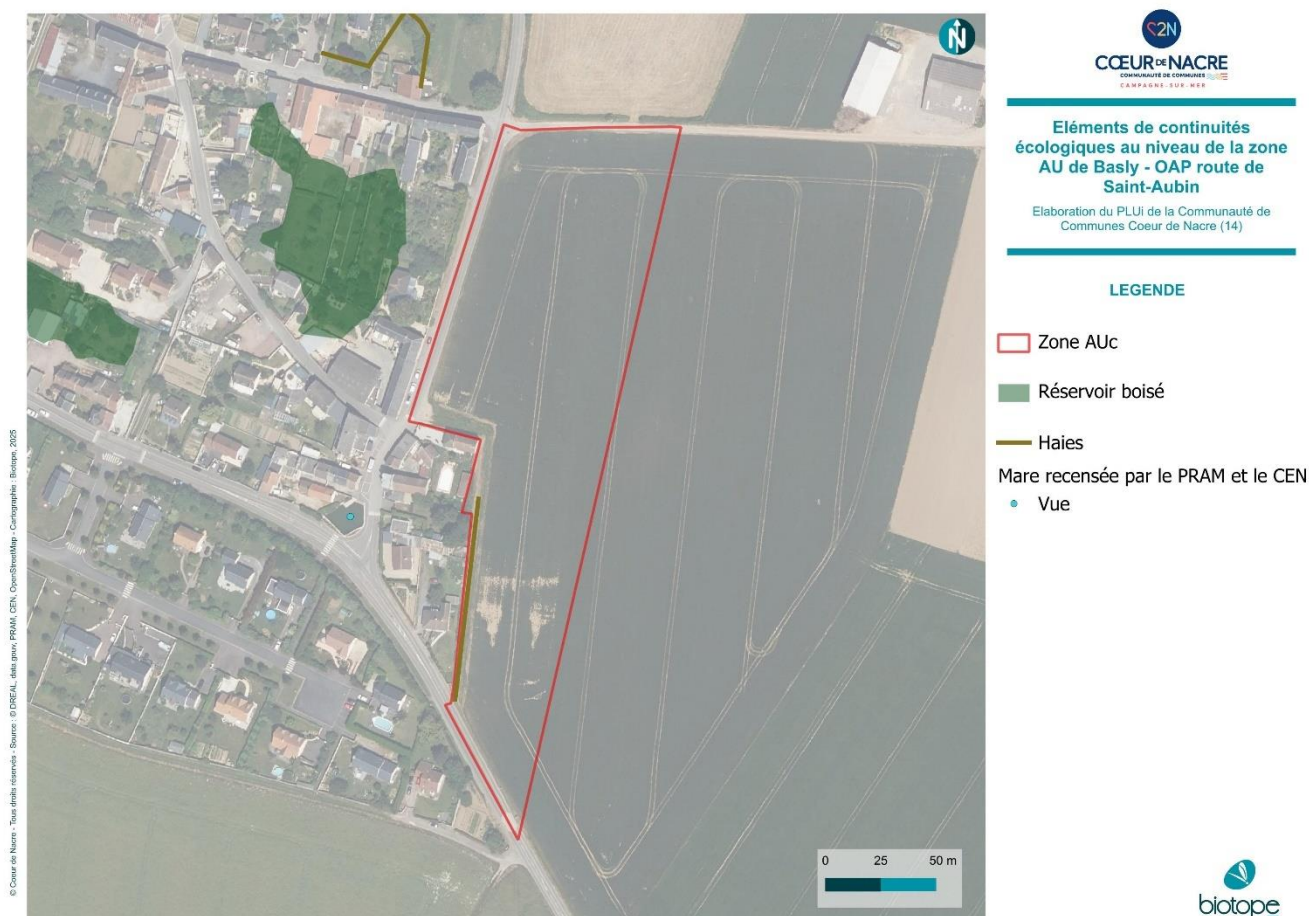 N
C2N
CŒUR DE NACRE
COMMUNAUTÉ DE COMMUNES
CAMPAGNE-SUR-MER
Eléments de continuités
écologiques au niveau de la zone
AU de Basly - OAP route de
Saint-Aubin
Elaboration du PLUi de la Communauté de
Communes Coeur de Nacre (14)
LEGENDE
Zone AUc
Réservoir boisé
Haies
Mare recensée par le PRAM et le CEN
Vue
0 25 50 m
© Coeur de Nacre - Tous droits réservés - Source : © DREAL, data.gouv, PRAM, CEN, OpenStreetMap - Cartographie : Biotope, 2025
biotope